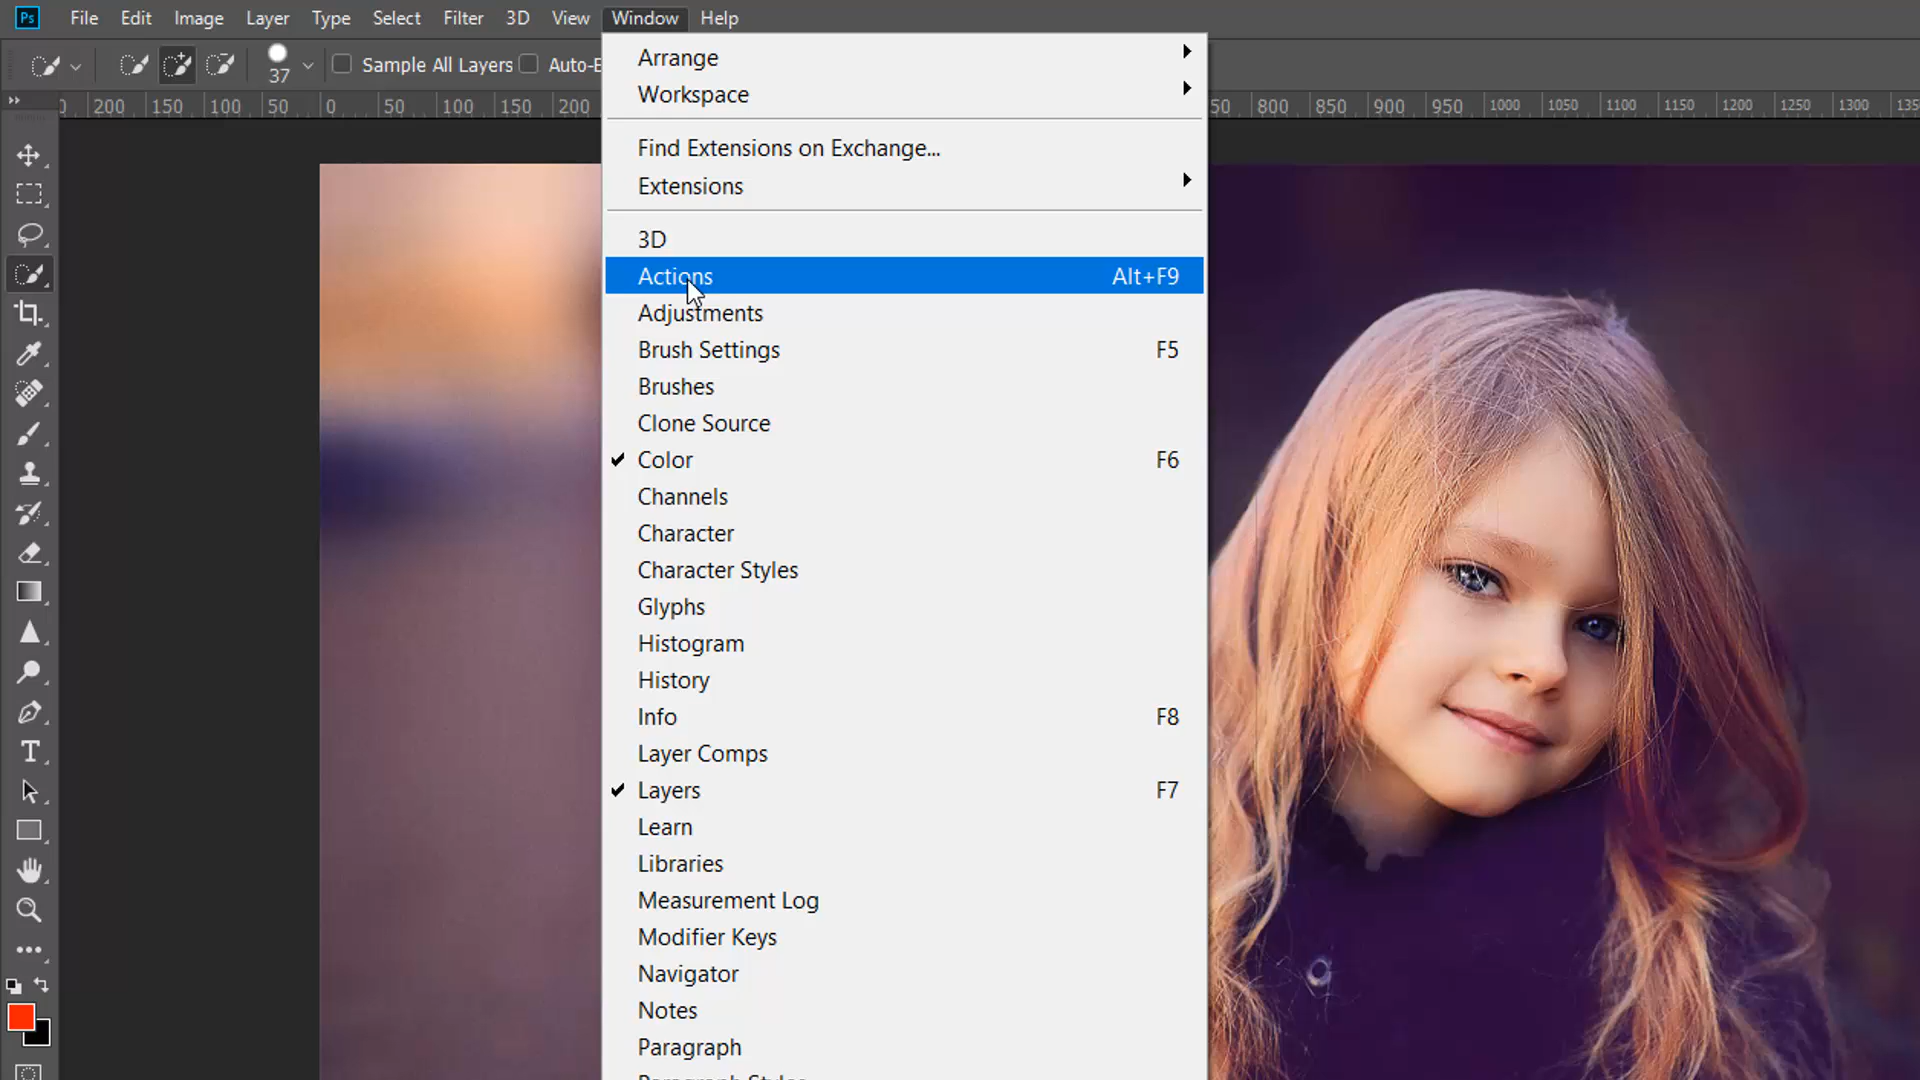 Ps File Edit Image Layer Type Select Filter 3D View Window Help
37 Sample All Layers Auto-E
200 150 100 50 0 50 100 150 200 50 800 850 900 950 1000 1050 1100 1150 1200 1250 1300 135
Arrange
Workspace
Find Extensions on Exchange...
Extensions
3D
Actions Alt+F9
Adjustments
Brush Settings F5
Brushes
Clone Source
Color F6
Channels
Character
Character Styles
Glyphs
Histogram
History
Info F8
Layer Comps
Layers F7
Learn
Libraries
Measurement Log
Modifier Keys
Navigator
Notes
Paragraph
Paragraph Styles